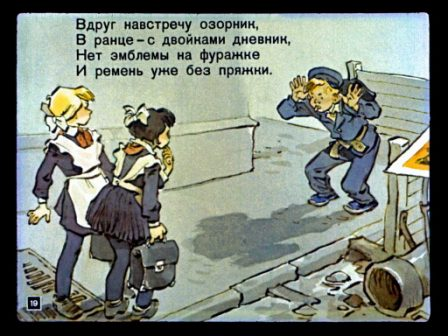 Вдруг навстречу озорник,
В ранце – с двойками дневник,
Нет эмблемы на фуражке
И ремень уже без пряжки.
19